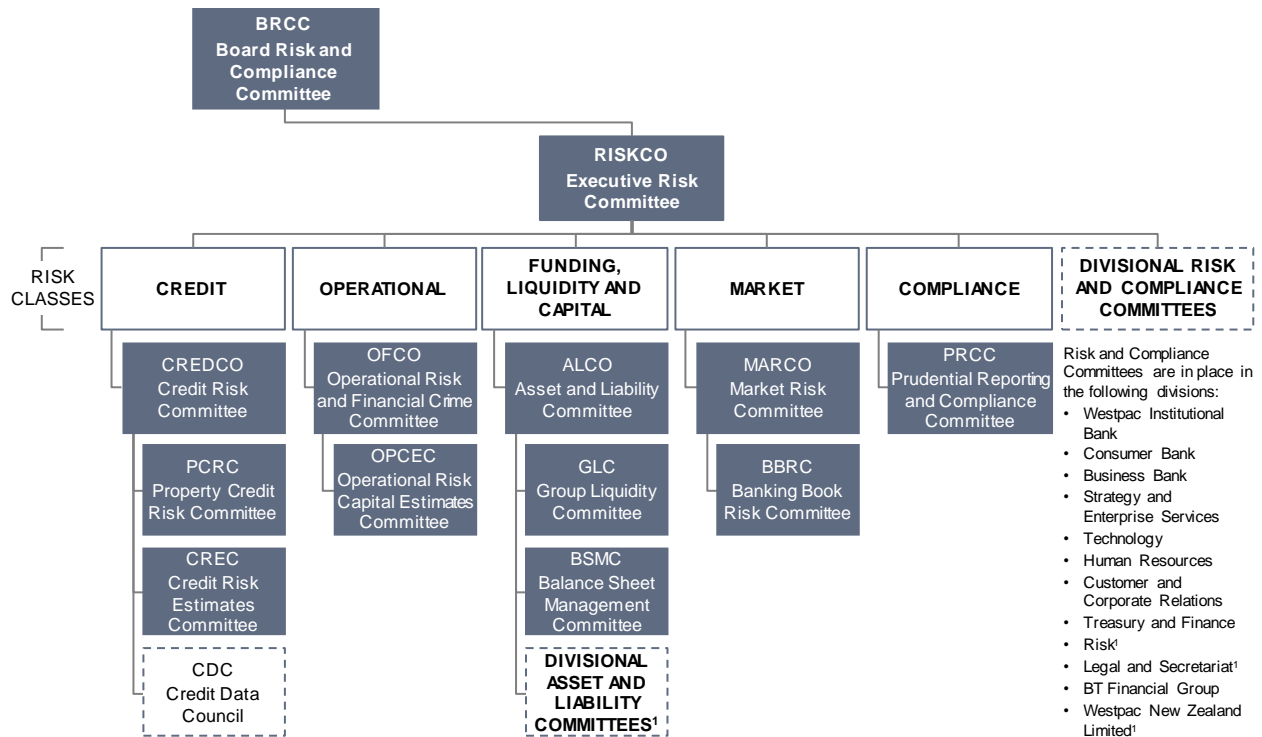 BRCC
Board Risk and
Compliance
Committee
RISKCO
Executive Risk
Committee
RISK
CLASSES
CREDIT
OPERATIONAL
FUNDING,
LIQUIDITY AND
CAPITAL
MARKET
COMPLIANCE
DIVISIONAL RISK
AND COMPLIANCE
COMMITTEES
CREDCO
Credit Risk
Committee
PCRC
Property Credit
Risk Committee
CREC
Credit Risk
Estimates
Committee
CDC
Credit Data
Council
OFCO
Operational Risk
and Financial Crime
Committee
OPCEC
Operational Risk
Capital Estimates
Committee
ALCO
Asset and Liability
Committee
GLC
Group Liquidity
Committee
BSMC
Balance Sheet
Management
Committee
DIVISIONAL
ASSET AND
LIABILITY
COMMITTEES¹
MARCO
Market Risk
Committee
BBRC
Banking Book
Risk Committee
PRCC
Prudential Reporting
and Compliance
Committee
Risk and Compliance
Committees are in place in
the following divisions:
• Westpac Institutional
Bank
• Consumer Bank
• Business Bank
• Strategy and
Enterprise Services
• Technology
• Human Resources
• Customer and
Corporate Relations
• Treasury and Finance
• Risk¹
• Legal and Secretariat¹
• BT Financial Group
• Westpac New Zealand
Limited¹